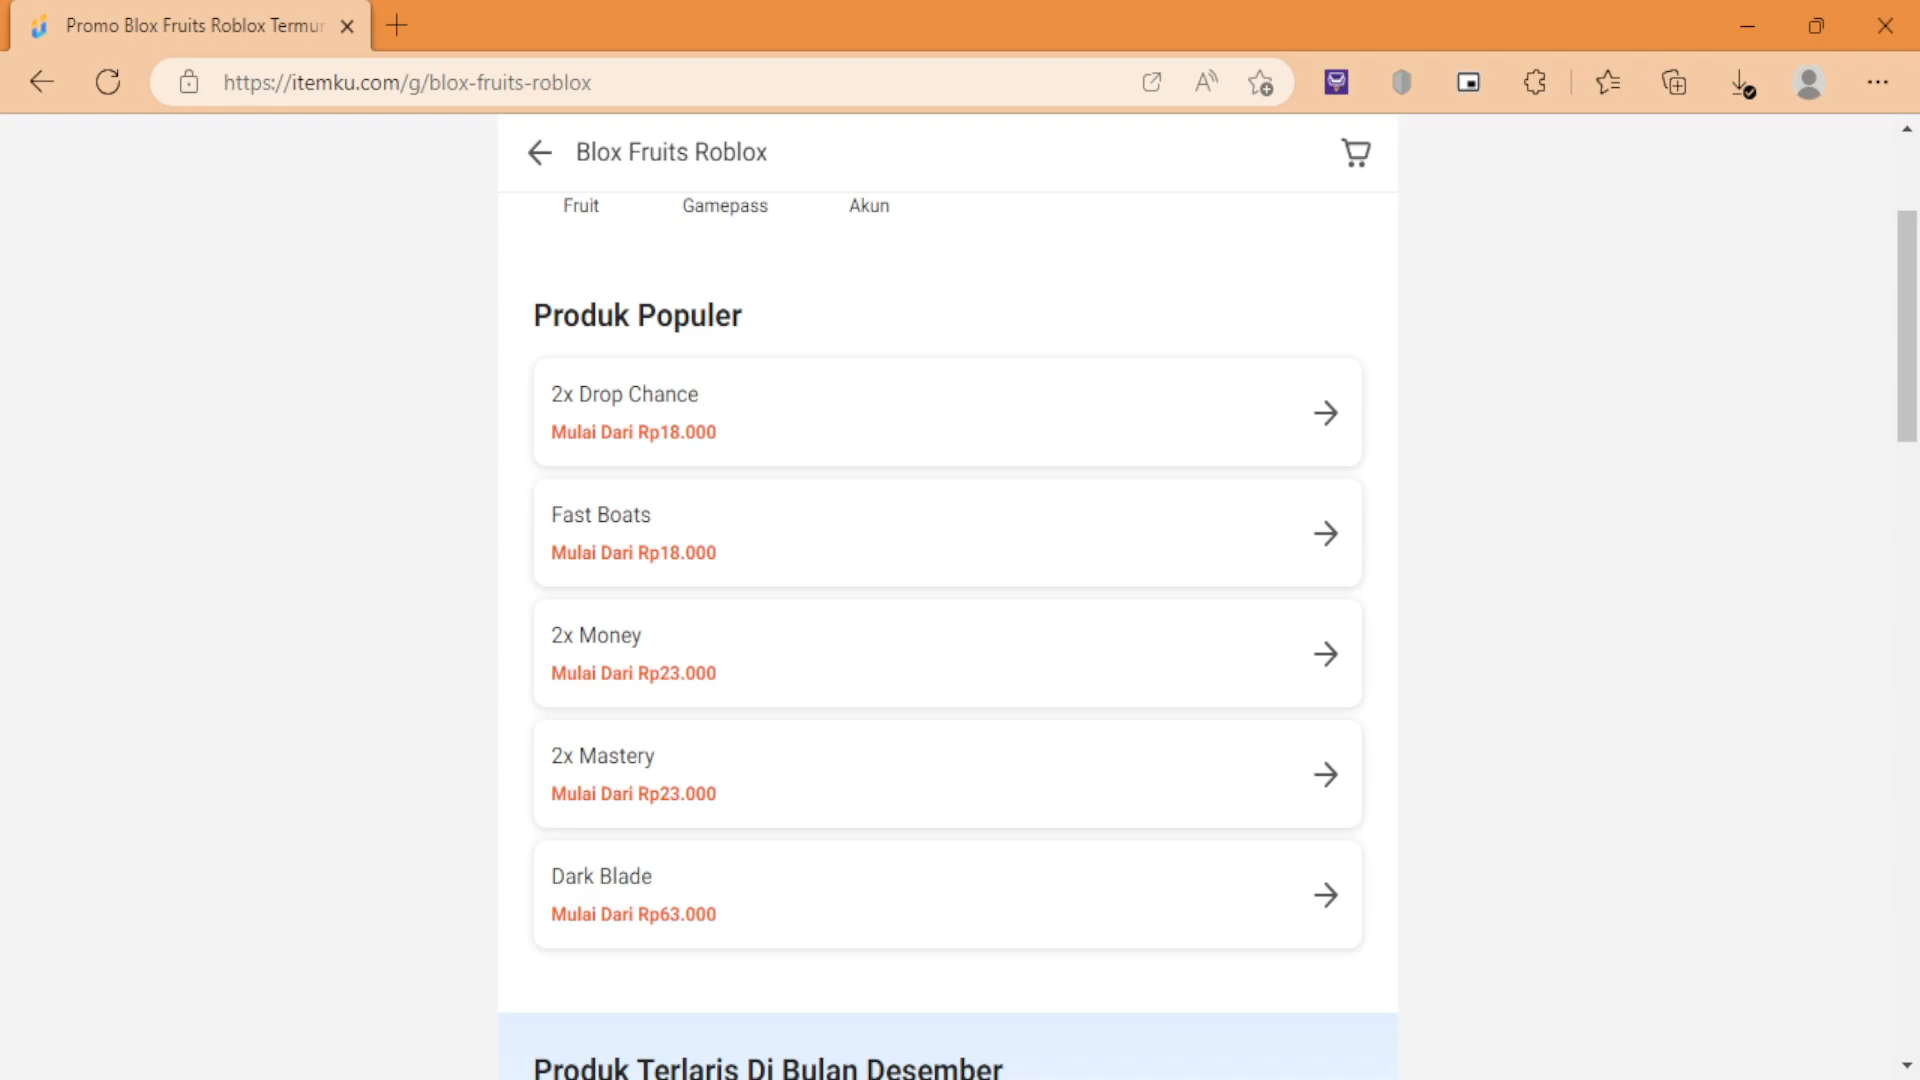 Promo Blox Fruits Roblox Termur
https://itemku.com/g/blox-fruits-roblox
Blox Fruits Roblox
Fruit Gamepass Akun
Produk Populer
2x Drop Chance
Mulai Dari Rp18.000
Fast Boats
Mulai Dari Rp18.000
2x Money
Mulai Dari Rp23.000
2x Mastery
Mulai Dari Rp23.000
Dark Blade
Mulai Dari Rp63.000
Produk Terlaris Di Bulan Desember